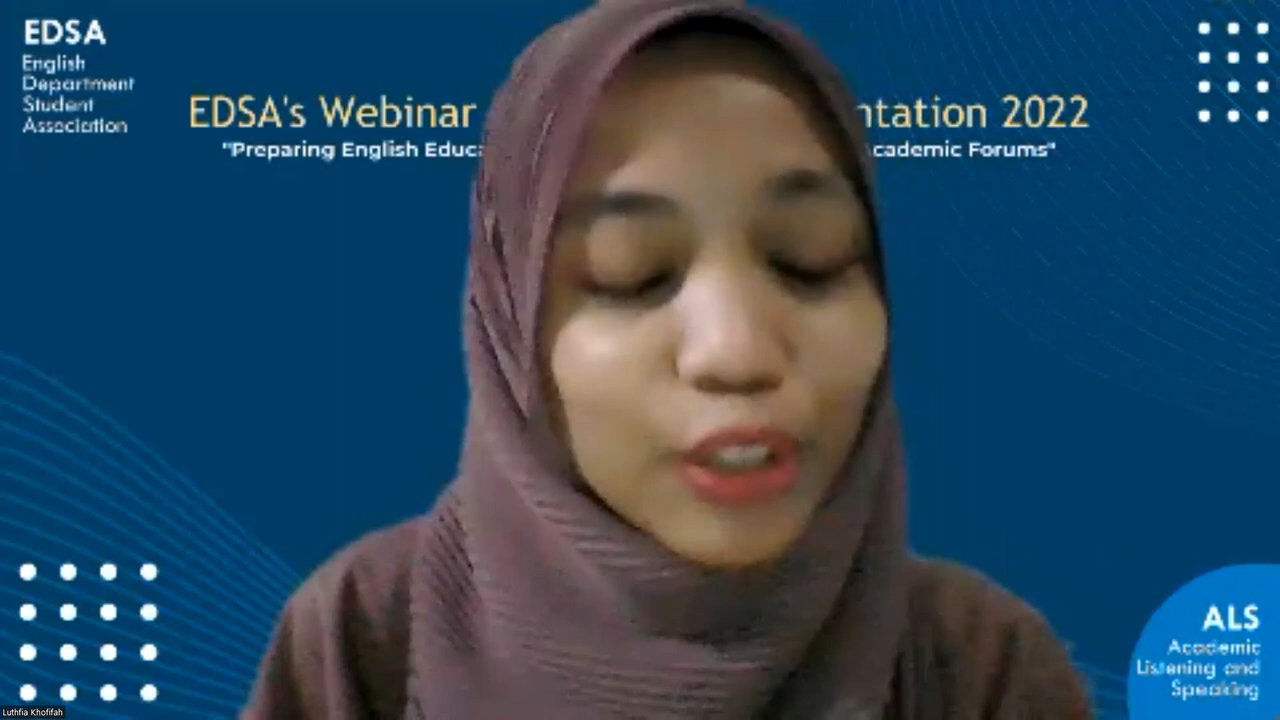 EDSA
English
Department
Student
Association
EDSA's Webinar ntation 2022
"Preparing English Educa cademic Forums"
ALS
Academic
Listening and
Speaking
Luthfia Khofifah